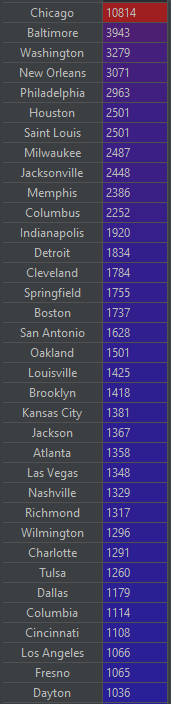 Chicago 10814
Baltimore 3943
Washington 3279
New Orleans 3071
Philadelphia 2963
Houston 2501
Saint Louis 2501
Milwaukee 2487
Jacksonville 2448
Memphis 2386
Columbus 2252
Indianapolis 1920
Detroit 1834
Cleveland 1784
Springfield 1755
Boston 1737
San Antonio 1628
Oakland 1501
Louisville 1425
Brooklyn 1418
Kansas City 1381
Jackson 1367
Atlanta 1358
Las Vegas 1348
Nashville 1329
Richmond 1317
Wilmington 1296
Charlotte 1291
Tulsa 1260
Dallas 1179
Columbia 1114
Cincinnati 1108
Los Angeles 1066
Fresno 1065
Dayton 1036